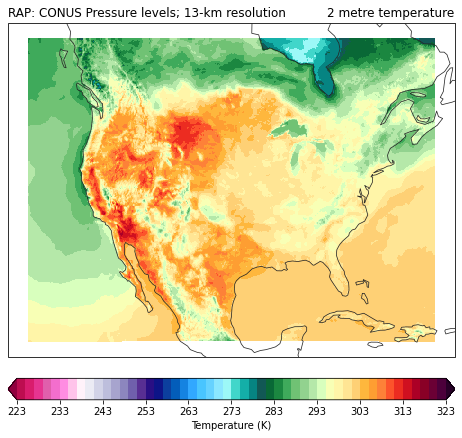 RAP: CONUS Pressure levels; 13-km resolution 2 metre temperature
223 233 243 253 263 273 283 293 303 313 323
Temperature (K)